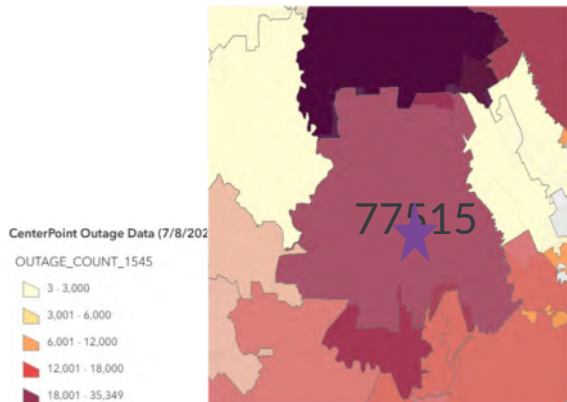 77515
CenterPoint Outage Data (7/8/202
OUTAGE_COUNT_1545
3 - 3,000
3,001 - 6,000
6,001 - 12,000
12,001 - 18,000
18,001 - 35,349